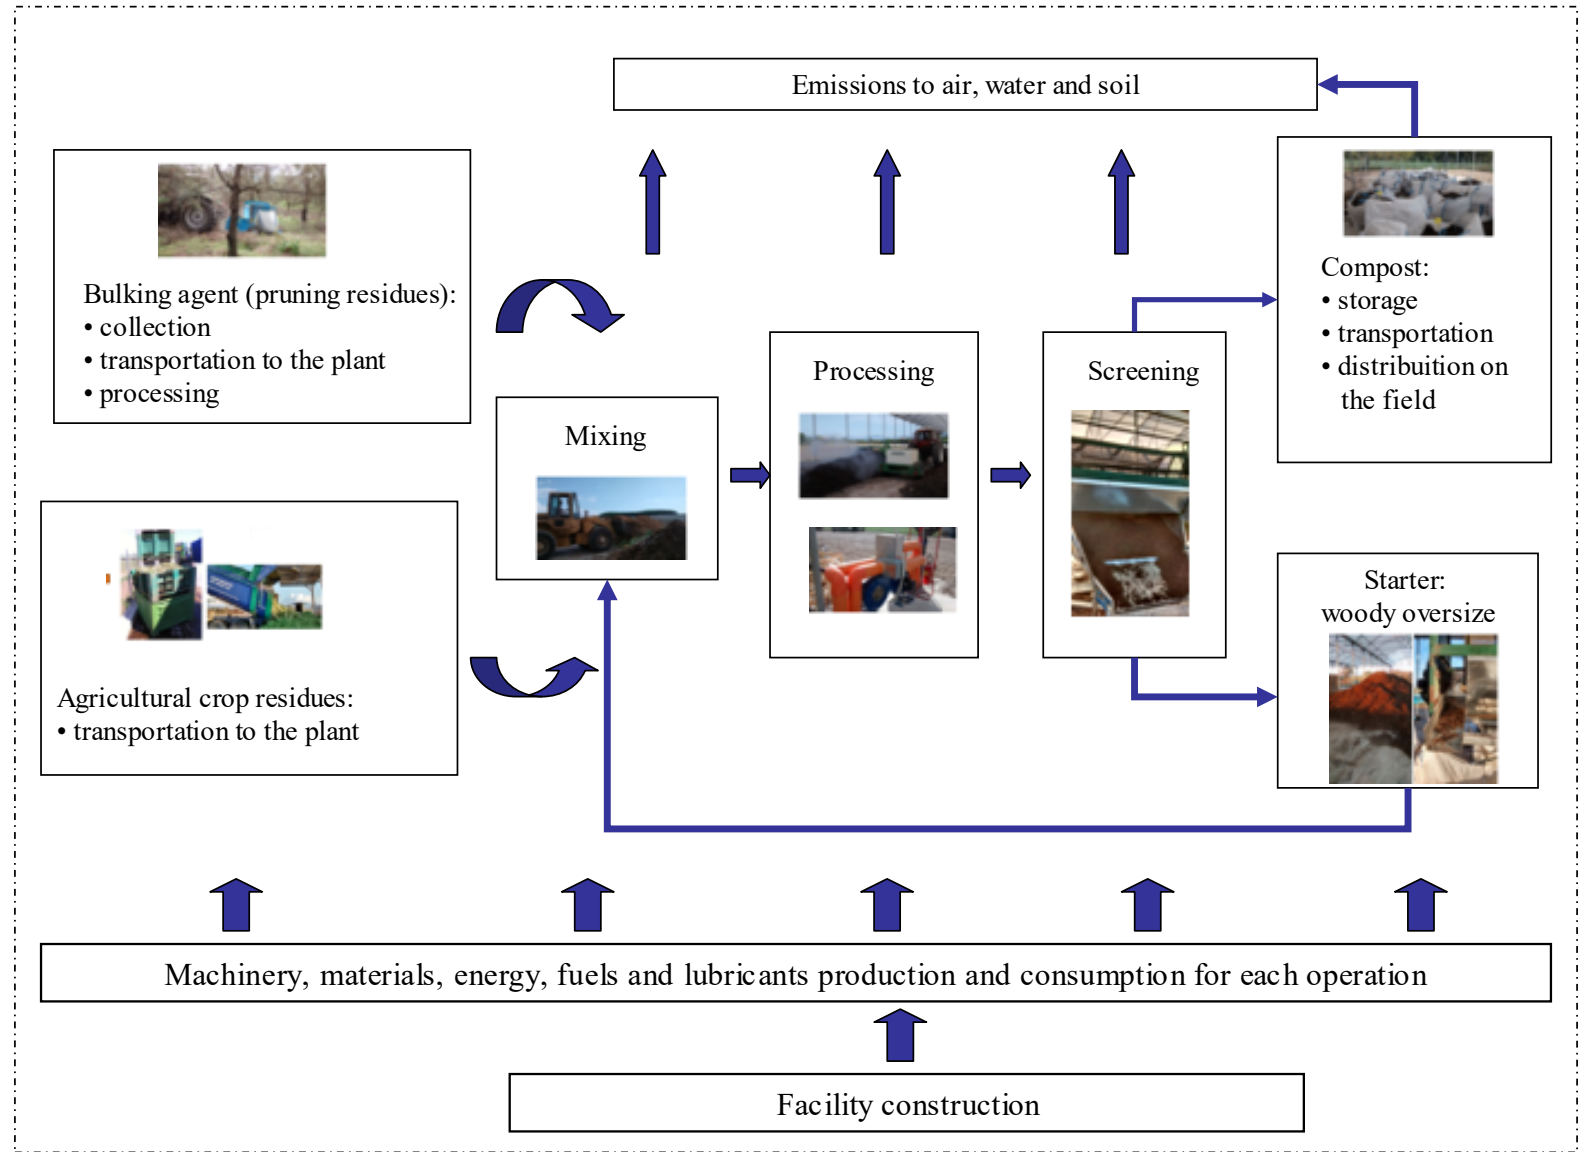 Emissions to air, water and soil
Bulking agent (pruning residues):
• collection
• transportation to the plant
• processing
Agricultural crop residues:
• transportation to the plant
Mixing
Processing
Screening
Compost:
• storage
• transportation
• distribuition on
the field
Starter:
woody oversize
Machinery, materials, energy, fuels and lubricants production and consumption for each operation
Facility construction